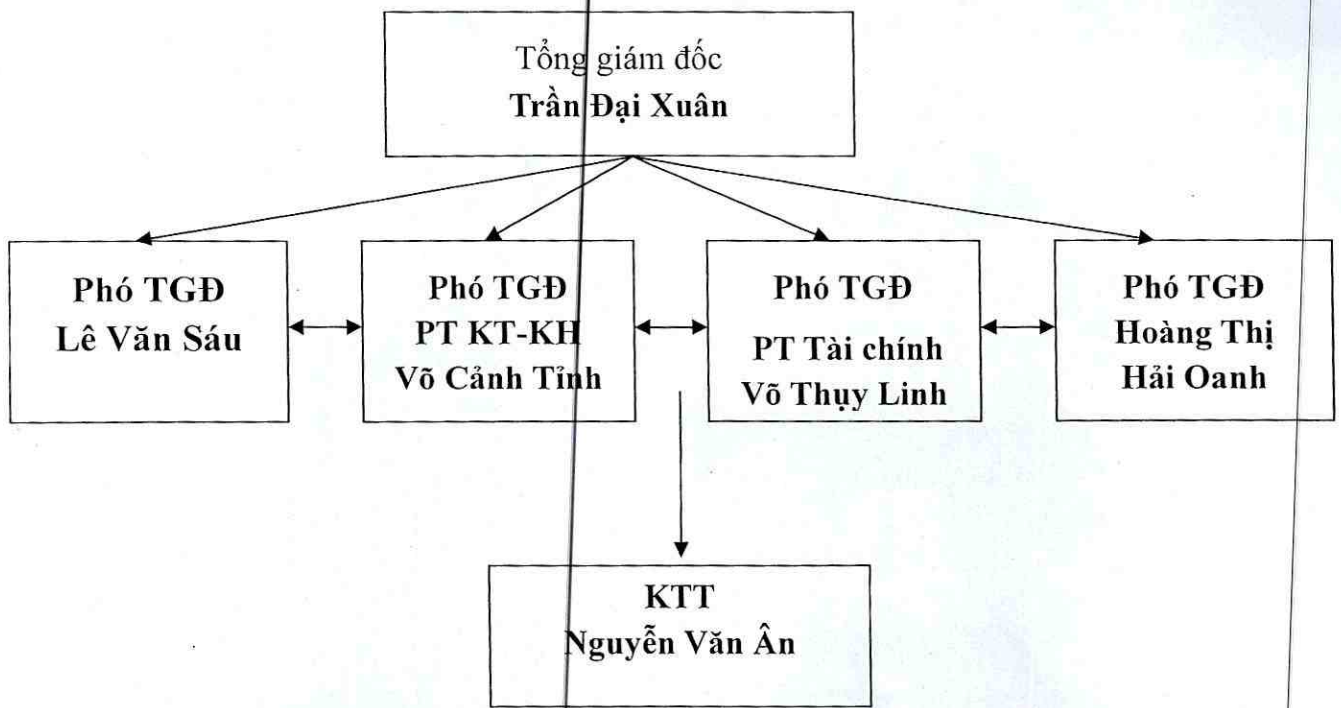 Tổng giám đốc
Trần Đại Xuân
Phó TGĐ
Lê Văn Sáu
Phó TGĐ
PT KT-KH
Võ Cảnh Tỉnh
Phó TGĐ
PT Tài chính
Võ Thụy Linh
Phó TGĐ
Hoàng Thị
Hải Oanh
KTT
Nguyễn Văn Ân